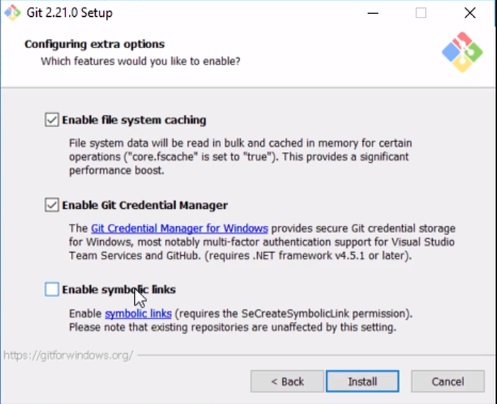 Git 2.21.0 Setup
Configuring extra options
Which features would you like to enable?
Enable file system caching
File system data will be read in bulk and cached in memory for certain
operations ("core.fscache" is set to "true"). This provides a significant
performance boost.
Enable Git Credential Manager
The Git Credential Manager for Windows provides secure Git credential storage
for Windows, most notably multi-factor authentication support for Visual Studio
Team Services and GitHub. (requires .NET framework v4.5.1 or later).
Enable symbolic links
Enable symbolic links (requires the SeCreateSymbolicLink permission).
Please note that existing repositories are unaffected by this setting.
https://gitforwindows.org/
< Back Install Cancel